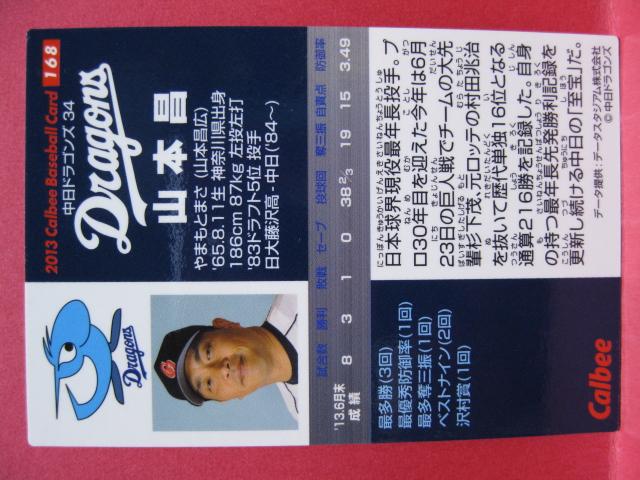 2013 Calbee Baseball Card 168
中日ドラゴンズ 34
Dragons
山本 昌
やまもとまさ (山本昌広)
'65.8.11生 神奈川県出身
186cm 87kg 左投左打
'83ドラフト5位 投手
日大藤沢高-中日('84~)
Dragons
'13.6月末成績
試合数 勝利 敗戦 セーブ 投球回 奪三振 自責点 防御率
8 3 1 0 38 2/3 19 15 3.49
日本球界現役最年長投手。プ
ロ30年目を迎えた今年は6月
23日の巨人戦でチームの大先
輩杉下茂、元ロッテの村田兆治
を抜いて歴代単独16位となる
通算216勝を記録した。自身
の持つ最年長先発勝利記録を
更新し続ける中日の「至宝」だ。
データ提供:データスタジアム株式会社
© 中日ドラゴンズ
最多勝(3回)
最優秀防御率(1回)
最多奪三振(1回)
ベストナイン(2回)
沢村賞(1回)
Calbee